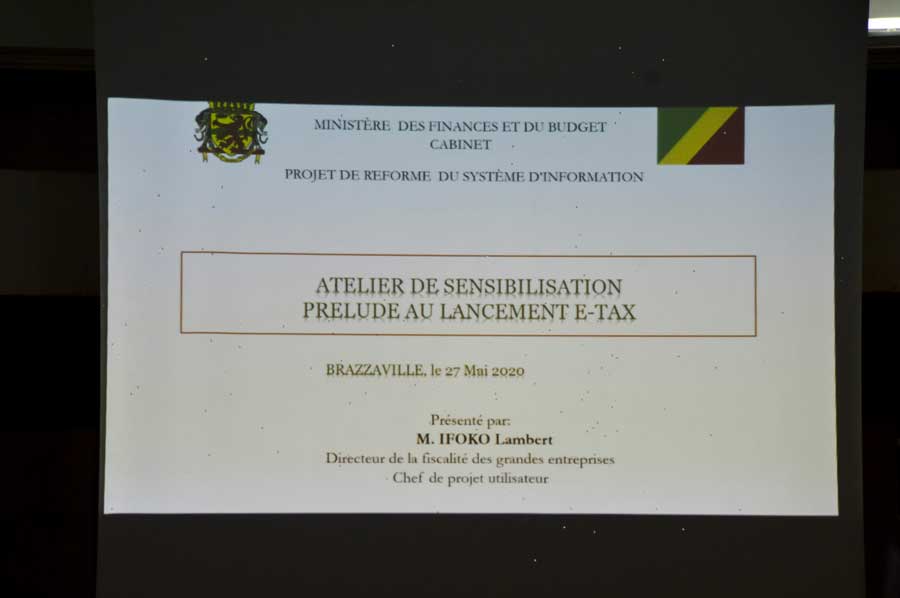 MINISTÈRE DES FINANCES ET DU BUDGET
CABINET
PROJET DE REFORME DU SYSTÈME D'INFORMATION
ATELIER DE SENSIBILISATION
PRELUDE AU LANCEMENT E-TAX
BRAZZAVILLE, le 27 Mai 2020
Présenté par:
M. IFOKO Lambert
Directeur de la fiscalité des grandes entreprises
Chef de projet utilisateur